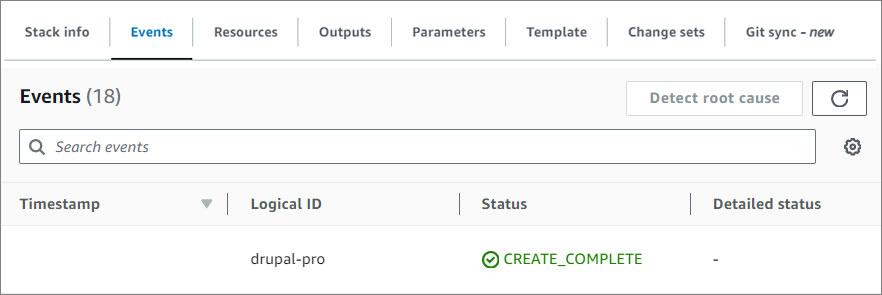 Stack info Events Resources Outputs Parameters Template Change sets Git sync - new
Events (18) Detect root cause
Search events
Timestamp Logical ID Status Detailed status
drupal-pro CREATE_COMPLETE -